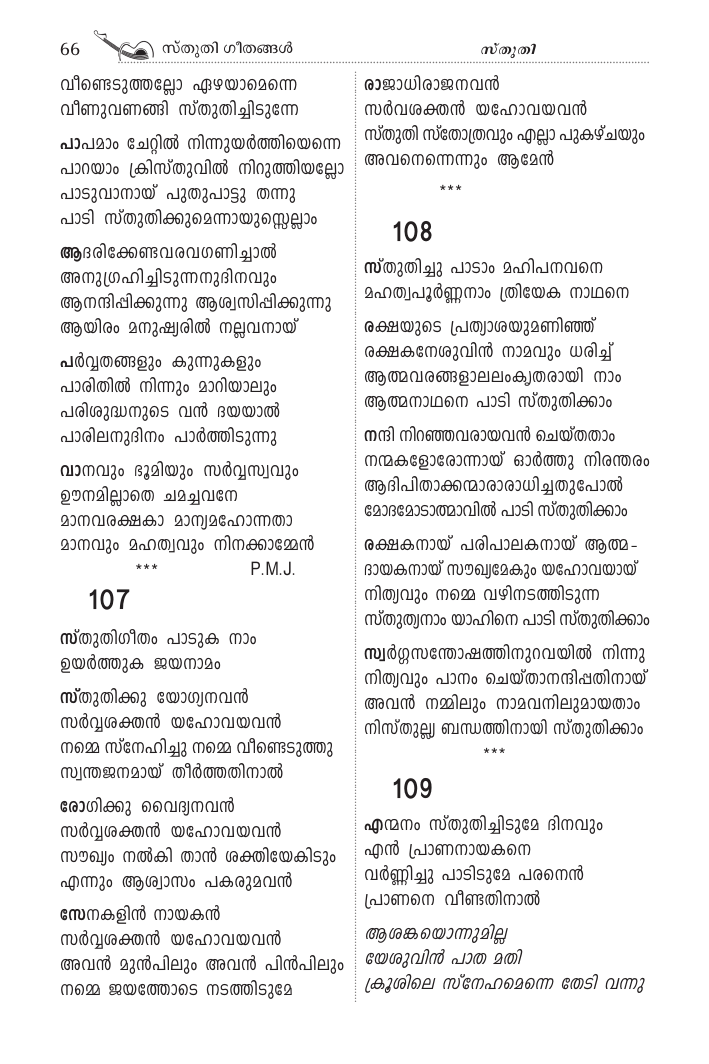 66 സ്തുതി ഗീതങ്ങൾ സ്തുതി
വീണ്ടെടുത്തല്ലോ ഏഴയാമെന്നെ
വീണുവണങ്ങി സ്തുതിച്ചിടുന്നേ
പാപമാം ചേറ്റിൽ നിന്നുയർത്തിയെന്നെ
പാറയാം ക്രിസ്തുവിൽ നിറുത്തിയല്ലോ
പാടുവാനായ് പുതുപാട്ടു തന്നു
പാടി സ്തുതിക്കുമെന്നായുസ്സെല്ലാം
ആദരിക്കേണ്ടവരവഗണിച്ചാൽ
അനുഗ്രഹിച്ചിടുന്നനുദിനവും
ആനന്ദിപ്പിക്കുന്നു ആശ്വസിപ്പിക്കുന്നു
ആയിരം മനുഷ്യരിൽ നല്ലവനായ്
പർവ്വതങ്ങളും കുന്നുകളും
പാരിതിൽ നിന്നും മാറിയാലും
പരിശുദ്ധനുടെ വൻ ദയയാൽ
പാരിലനുദിനം പാർത്തിടുന്നു
വാനവും ഭൂമിയും സർവ്വസ്വവും
ഊനമില്ലാതെ ചമച്ചവനേ
മാനവരക്ഷകാ മാന്യമഹോന്നതാ
മാനവും മഹത്വവും നിനക്കാമ്മേൻ
*** P.M.J.
107
സ്തുതിഗീതം പാടുക നാം
ഉയർത്തുക ജയനാമം
സ്തുതിക്കു യോഗ്യനവൻ
സർവ്വശക്തൻ യഹോവയവൻ
നമ്മെ സ്നേഹിച്ചു നമ്മെ വീണ്ടെടുത്തു
സ്വന്തജനമായ് തീർത്തതിനാൽ
രോഗിക്കു വൈദ്യനവൻ
സർവ്വശക്തൻ യഹോവയവൻ
സൗഖ്യം നൽകി താൻ ശക്തിയേകിടും
എന്നും ആശ്വാസം പകരുമവൻ
സേനകളിൻ നായകൻ
സർവ്വശക്തൻ യഹോവയവൻ
അവൻ മുൻപിലും അവൻ പിൻപിലും
നമ്മെ ജയത്തോടെ നടത്തിടുമേ
രാജാധിരാജനവൻ
സർവശക്തൻ യഹോവയവൻ
സ്തുതി സ്തോത്രവും എല്ലാ പുകഴ്ചയും
അവനെന്നെന്നും ആമേൻ
***
108
സ്തുതിച്ചു പാടാം മഹിപനവനെ
മഹത്വപൂർണ്ണനാം ത്രിയേക നാഥനെ
രക്ഷയുടെ പ്രത്യാശയുമണിഞ്ഞ്
രക്ഷകനേശുവിൻ നാമവും ധരിച്ച്
ആത്മവരങ്ങളാലലംകൃതരായി നാം
ആത്മനാഥനെ പാടി സ്തുതിക്കാം
നന്ദി നിറഞ്ഞവരായവൻ ചെയ്തതാം
നന്മകളോരോന്നായ് ഓർത്തു നിരന്തരം
ആദിപിതാക്കന്മാരാരാധിച്ചതുപോൽ
മോദമോടാത്മാവിൽ പാടി സ്തുതിക്കാം
രക്ഷകനായ് പരിപാലകനായ് ആത്മ-
ദായകനായ് സൗഖ്യമേകും യഹോവയായ്
നിത്യവും നമ്മെ വഴിനടത്തിടുന്ന
സ്തുത്യനാം യാഹിനെ പാടി സ്തുതിക്കാം
സ്വർഗ്ഗസന്തോഷത്തിനുറവയിൽ നിന്നു
നിത്യവും പാനം ചെയ്താനന്ദിപ്പതിനായ്
അവൻ നമ്മിലും നാമവനിലുമായതാം
നിസ്തുല്ല്യ ബന്ധത്തിനായി സ്തുതിക്കാം
***
109
എന്മനം സ്തുതിച്ചിടുമേ ദിനവും
എൻ പ്രാണനായകനെ
വർണ്ണിച്ചു പാടിടുമേ പരനെൻ
പ്രാണനെ വീണ്ടതിനാൽ
ആശങ്കയൊന്നുമില്ല
യേശുവിൻ പാത മതി
ക്രൂശിലെ സ്നേഹമെന്നെ തേടി വന്നു